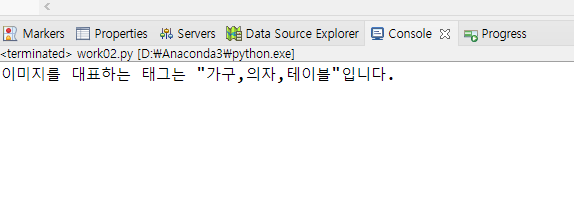 Markers Properties Servers Data Source Explorer Console Progress
<terminated> work02.py [D:₩Anaconda3₩python.exe]
이미지를 대표하는 태그는 "가구,의자,테이블"입니다.